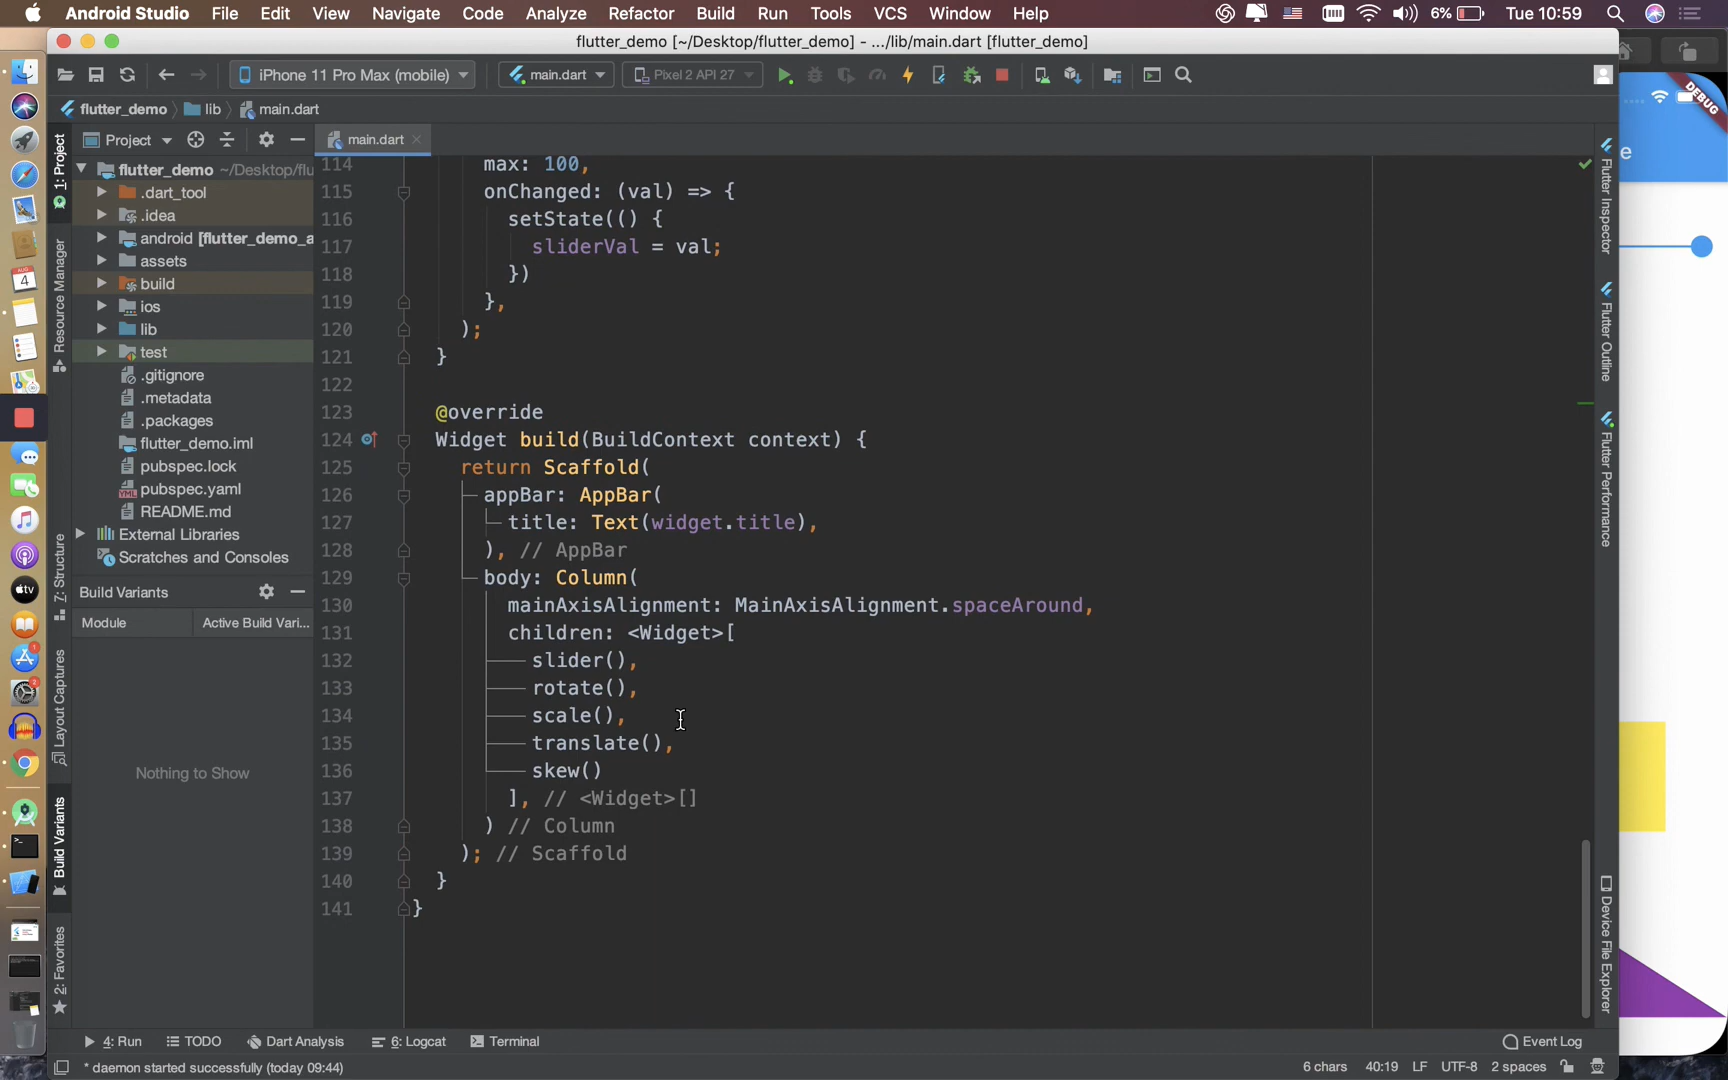 Android Studio File Edit View Navigate Code Analyze Refactor Build Run Tools VCS Window Help 6% Tue 10:59
flutter_demo [~/Desktop/flutter_demo] - .../lib/main.dart [flutter_demo]
iPhone 11 Pro Max (mobile) main.dart Pixel 2 API 27
flutter_demo lib main.dart
Project main.dart
flutter_demo ~/Desktop/flu
.dart_tool
.idea
android [flutter_demo_a
assets
build
ios
lib
test
.gitignore
.metadata
.packages
flutter_demo.iml
pubspec.lock
pubspec.yaml
README.md
External Libraries
Scratches and Consoles
Build Variants
Module Active Build Vari...
Nothing to Show
1: Project
Resource Manager
7: Structure
Layout Captures
Build Variants
2: Favorites
114 max: 100,
115 onChanged: (val) => {
116 setState(() {
117 sliderVal = val;
118 })
119 },
120 );
121 }
122
123 @override
124 Widget build(BuildContext context) {
125 return Scaffold(
126 appBar: AppBar(
127 title: Text(widget.title),
128 ), // AppBar
129 body: Column(
130 mainAxisAlignment: MainAxisAlignment.spaceAround,
131 children: <Widget>[
132 slider(),
133 rotate(),
134 scale(),
135 translate(),
136 skew()
137 ], // <Widget>[]
138 ) // Column
139 ); // Scaffold
140 }
141 }
Flutter Inspector
Flutter Outline
Flutter Performance
Device File Explorer
DEBUG
e
4: Run TODO Dart Analysis 6: Logcat Terminal Event Log
* daemon started successfully (today 09:44) 6 chars 40:19 LF UTF-8 2 spaces